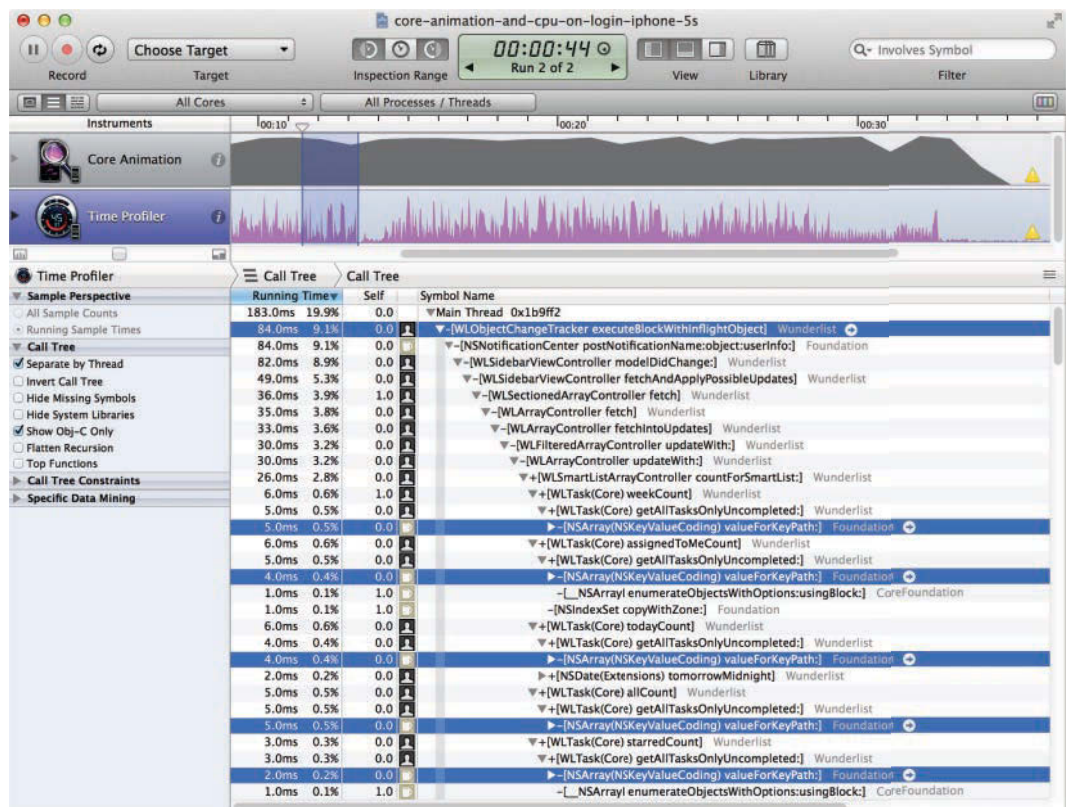 core-animation-and-cpu-on-login-iphone-5s
Choose Target
00:00:44
Run 2 of 2
Involves Symbol
Record
Target
Inspection Range
View
Library
Filter
All Cores
All Processes / Threads
Instruments
00:10
00:20
00:30
Core Animation
Time Profiler
Time Profiler
Call Tree
Call Tree
Sample Perspective
All Sample Counts
Running Sample Times
Call Tree
Separate by Thread
Invert Call Tree
Hide Missing Symbols
Hide System Libraries
Show Obj-C Only
Flatten Recursion
Top Functions
Call Tree Constraints
Specific Data Mining
Running Time Self Symbol Name
183.0ms 19.9% 0.0 Main Thread 0x1b9ff2
84.0ms 9.1% 0.0 -[WLObjectChangeTracker executeBlockWithInflightObject] Wunderlist
84.0ms 9.1% 0.0 -[NSNotificationCenter postNotificationName:object:userInfo:] Foundation
82.0ms 8.9% 0.0 -[WLSidebarViewController modelDidChange:] Wunderlist
49.0ms 5.3% 0.0 -[WLSidebarViewController fetchAndApplyPossibleUpdates] Wunderlist
36.0ms 3.9% 1.0 -[WLSectionedArrayController fetch] Wunderlist
35.0ms 3.8% 0.0 -[WLArrayController fetch] Wunderlist
33.0ms 3.6% 0.0 -[WLArrayController fetchIntoUpdates] Wunderlist
30.0ms 3.2% 0.0 -[WLFilteredArrayController updateWith:] Wunderlist
30.0ms 3.2% 0.0 -[WLArrayController updateWith:] Wunderlist
26.0ms 2.8% 0.0 +[WLSmartListArrayController countForSmartList:] Wunderlist
6.0ms 0.6% 1.0 +[WLTask(Core) weekCount] Wunderlist
5.0ms 0.5% 0.0 +[WLTask(Core) getAllTasksOnlyUncompleted:] Wunderlist
5.0ms 0.5% 0.0 -[NSArray(NSKeyValueCoding) valueForKeyPath:] Foundation
6.0ms 0.6% 0.0 +[WLTask(Core) assignedToMeCount] Wunderlist
5.0ms 0.5% 0.0 +[WLTask(Core) getAllTasksOnlyUncompleted:] Wunderlist
4.0ms 0.4% 0.0 -[NSArray(NSKeyValueCoding) valueForKeyPath:] Foundation
1.0ms 0.1% 1.0 -[__NSArrayI enumerateObjectsWithOptions:usingBlock:] CoreFoundation
1.0ms 0.1% 1.0 -[NSIndexSet copyWithZone:] Foundation
6.0ms 0.6% 0.0 +[WLTask(Core) todayCount] Wunderlist
4.0ms 0.4% 0.0 +[WLTask(Core) getAllTasksOnlyUncompleted:] Wunderlist
4.0ms 0.4% 0.0 -[NSArray(NSKeyValueCoding) valueForKeyPath:] Foundation
2.0ms 0.2% 0.0 +[NSDate(Extensions) tomorrowMidnight] Wunderlist
5.0ms 0.5% 0.0 +[WLTask(Core) allCount] Wunderlist
5.0ms 0.5% 0.0 +[WLTask(Core) getAllTasksOnlyUncompleted:] Wunderlist
5.0ms 0.5% 0.0 -[NSArray(NSKeyValueCoding) valueForKeyPath:] Foundation
3.0ms 0.3% 0.0 +[WLTask(Core) starredCount] Wunderlist
3.0ms 0.3% 0.0 +[WLTask(Core) getAllTasksOnlyUncompleted:] Wunderlist
2.0ms 0.2% 0.0 -[NSArray(NSKeyValueCoding) valueForKeyPath:] Foundation
1.0ms 0.1% 1.0 -[__NSArrayI enumerateObjectsWithOptions:usingBlock:] CoreFoundation